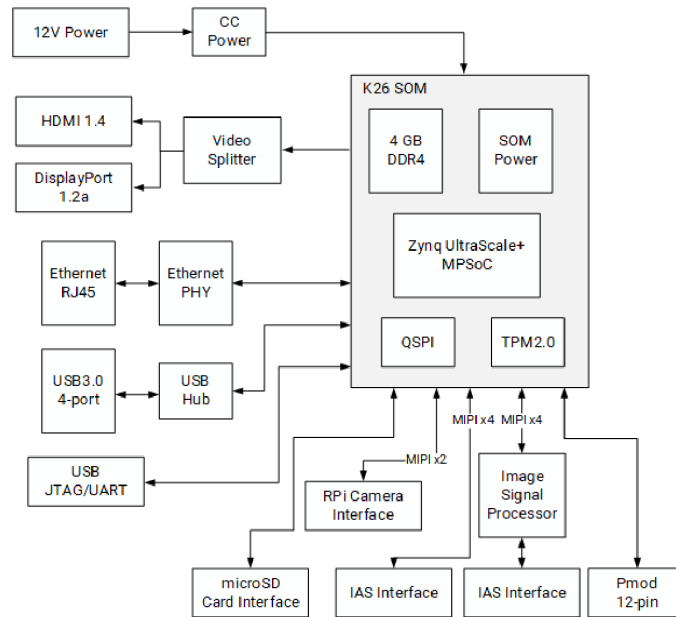 12V Power
CC
Power
K26 SOM
HDMI 1.4
DisplayPort
1.2a
Video
Splitter
4 GB
DDR4
SOM
Power
Zynq UltraScale+
MPSoC
Ethernet
RJ45
Ethernet
PHY
QSPI
TPM2.0
USB3.0
4-port
USB
Hub
MIPI x4
MIPI x4
MIPI x2
USB
JTAG/UART
RPi Camera
Interface
Image
Signal
Processor
microSD
Card Interface
IAS Interface
IAS Interface
Pmod
12-pin